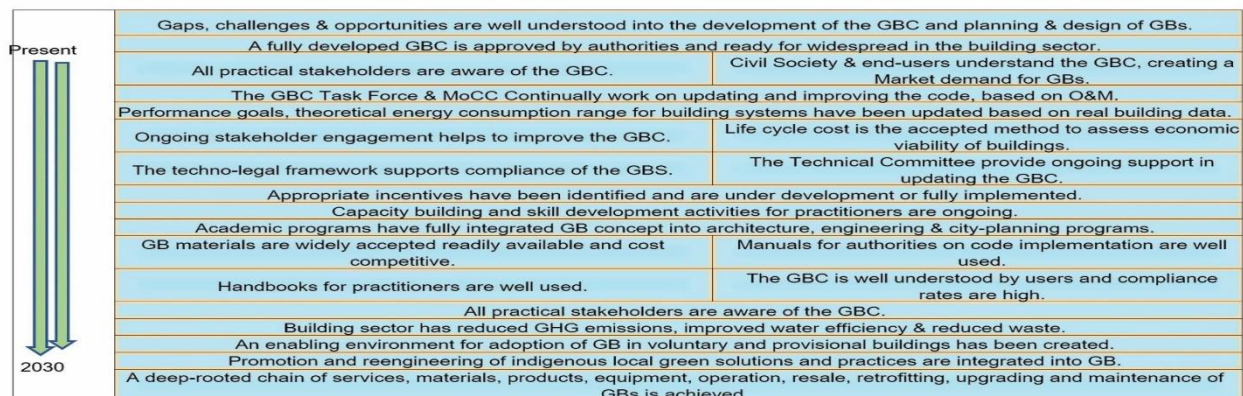 Present
2030
Gaps, challenges & opportunities are well understood into the development of the GBC and planning & design of GBs.
A fully developed GBC is approved by authorities and ready for widespread in the building sector.
All practical stakeholders are aware of the GBC.
Civil Society & end-users understand the GBC, creating a
Market demand for GBs.
The GBC Task Force & MoCC Continually work on updating and improving the code, based on O&M.
Performance goals, theoretical energy consumption range for building systems have been updated based on real building data.
Ongoing stakeholder engagement helps to improve the GBC.
Life cycle cost is the accepted method to assess economic
viability of buildings.
The techno-legal framework supports compliance of the GBS.
The Technical Committee provide ongoing support in
updating the GBC.
Appropriate incentives have been identified and are under development or fully implemented.
Capacity building and skill development activities for practitioners are ongoing.
Academic programs have fully integrated GB concept into architecture, engineering & city-planning programs.
GB materials are widely accepted readily available and cost
competitive.
Manuals for authorities on code implementation are well
used.
Handbooks for practitioners are well used.
The GBC is well understood by users and compliance
rates are high.
All practical stakeholders are aware of the GBC.
Building sector has reduced GHG emissions, improved water efficiency & reduced waste.
An enabling environment for adoption of GB in voluntary and provisional buildings has been created.
Promotion and reengineering of indigenous local green solutions and practices are integrated into GB.
A deep-rooted chain of services, materials, products, equipment, operation, resale, retrofitting, upgrading and maintenance of
GBs is achieved